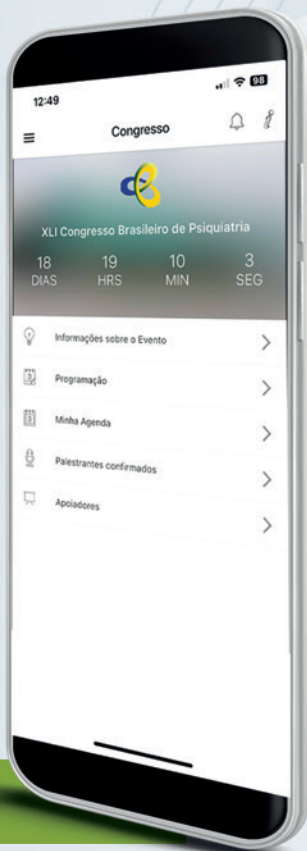 12:49
98
Congresso
XLI Congresso Brasileiro de Psiquiatria
18 19 10 3
DIAS HRS MIN SEG
Informações sobre o Evento
Programação
Minha Agenda
Palestrantes confirmados
Apoiadores